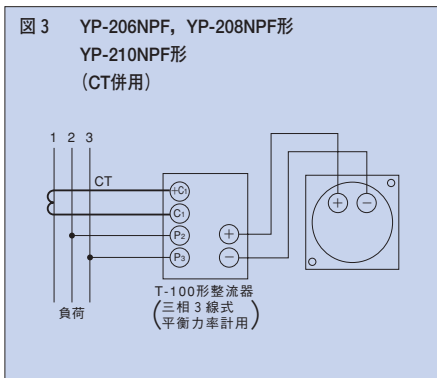 図3 YP-206NPF，YP-208NPF形
YP-210NPF形
（CT併用）
1 2 3
CT
+C1
C1
P2
P3
+
−
+ −
負荷
T-100形整流器
（三相3線式
平衡力率計用）